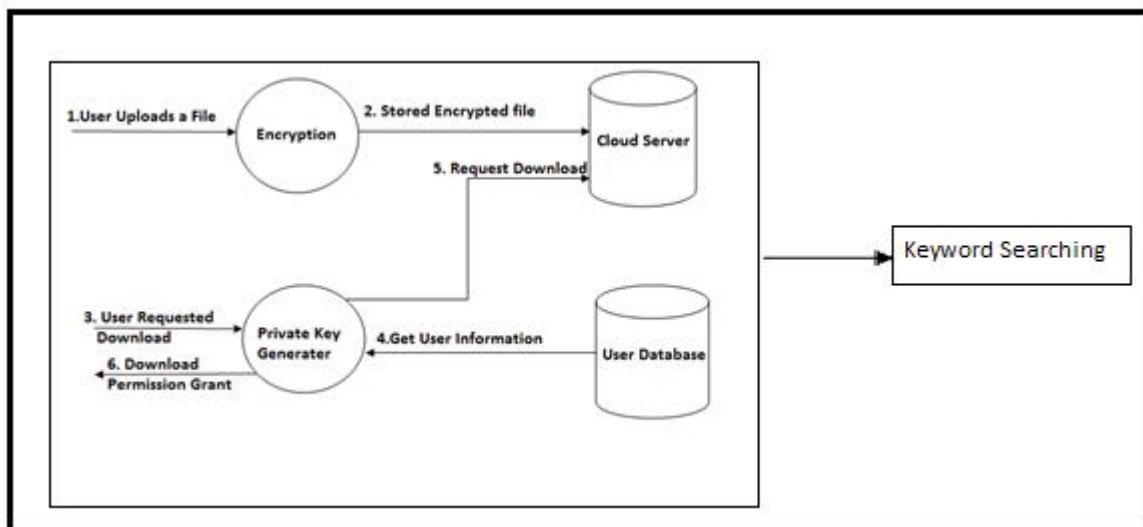 1.User Uploads a File
Encryption
2. Stored Encrypted file
Cloud Server
5. Request Download
Keyword Searching
3. User Requested
Download
Private Key
Generater
4.Get User Information
User Database
6. Download
Permission Grant